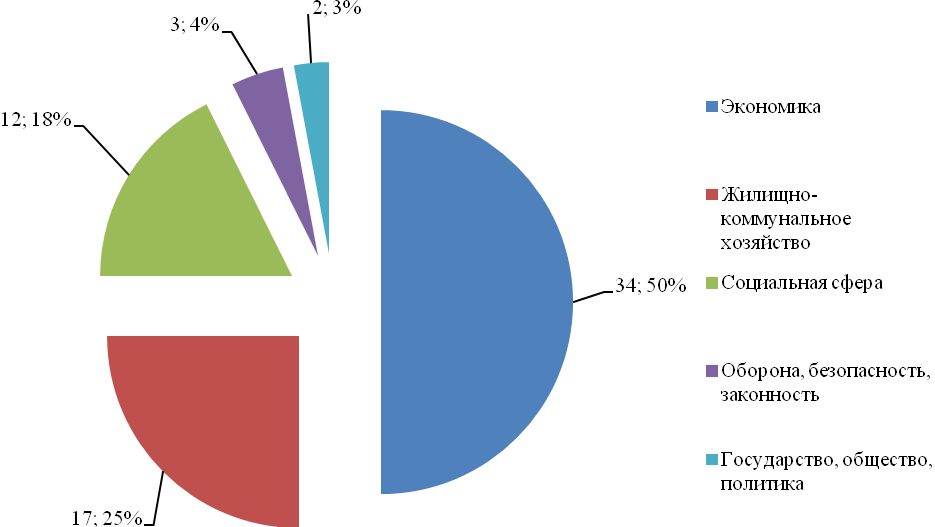 2; 3%
3; 4%
12; 18%
34; 50%
17; 25%
Экономика
Жилищно-
коммунальное
хозяйство
Социальная сфера
Оборона, безопасность,
законность
Государство, общество,
политика